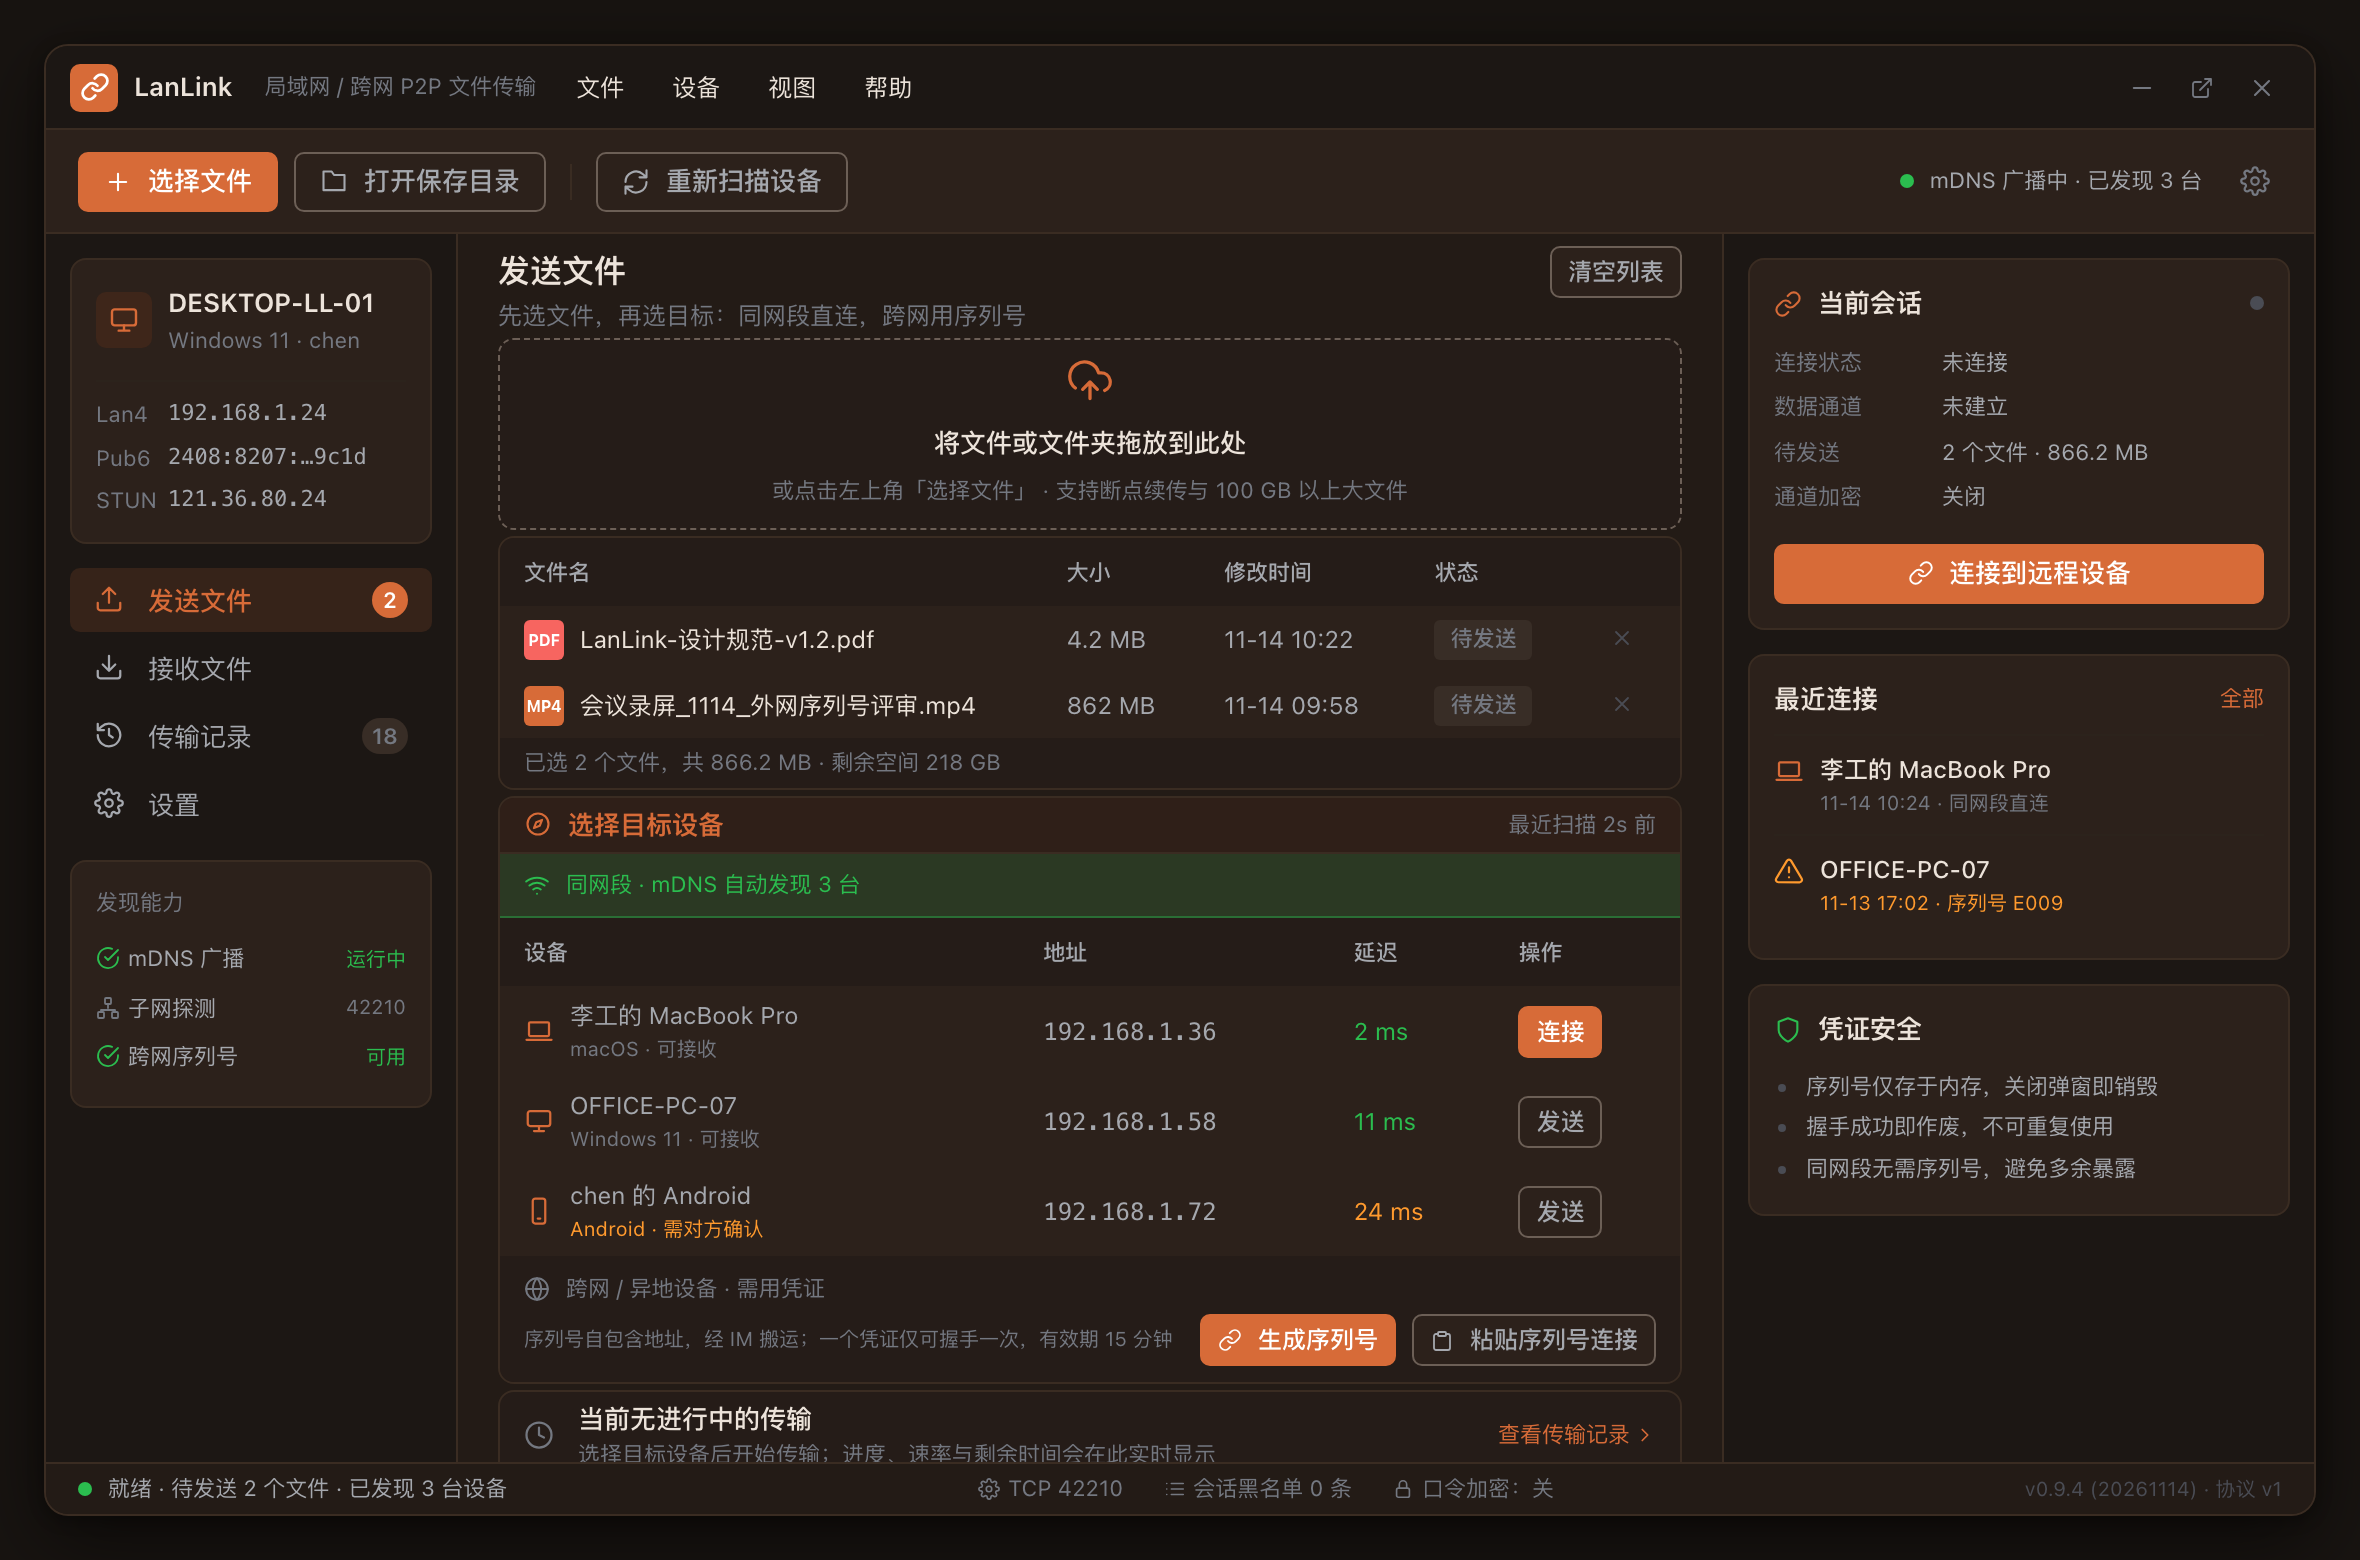 LanLink 局域网 / 跨网 P2P 文件传输 文件 设备 视图 帮助
选择文件 打开保存目录 重新扫描设备 mDNS 广播中 · 已发现 3 台
DESKTOP-LL-01
Windows 11 · chen
Lan4 192.168.1.24
Pub6 2408:8207:…9c1d
STUN 121.36.80.24
发送文件 2
接收文件
传输记录 18
设置
发现能力
mDNS 广播 运行中
子网探测 42210
跨网序列号 可用
发送文件 清空列表
先选文件，再选目标：同网段直连，跨网用序列号
将文件或文件夹拖放到此处
或点击左上角「选择文件」 · 支持断点续传与 100 GB 以上大文件
文件名 大小 修改时间 状态
PDF LanLink-设计规范-v1.2.pdf 4.2 MB 11-14 10:22 待发送
MP4 会议录屏_1114_外网序列号评审.mp4 862 MB 11-14 09:58 待发送
已选 2 个文件，共 866.2 MB · 剩余空间 218 GB
选择目标设备 最近扫描 2s 前
同网段 · mDNS 自动发现 3 台
设备 地址 延迟 操作
李工的 MacBook Pro
macOS · 可接收
192.168.1.36 2 ms 连接
OFFICE-PC-07
Windows 11 · 可接收
192.168.1.58 11 ms 发送
chen 的 Android
Android · 需对方确认
192.168.1.72 24 ms 发送
跨网 / 异地设备 · 需用凭证
序列号自包含地址，经 IM 搬运；一个凭证仅可握手一次，有效期 15 分钟 生成序列号 粘贴序列号连接
当前无进行中的传输
选择目标设备后开始传输；进度、速率与剩余时间会在此实时显示
查看传输记录
当前会话
连接状态 未连接
数据通道 未建立
待发送 2 个文件 · 866.2 MB
通道加密 关闭
连接到远程设备
最近连接 全部
李工的 MacBook Pro
11-14 10:24 · 同网段直连
OFFICE-PC-07
11-13 17:02 · 序列号 E009
凭证安全
序列号仅存于内存，关闭弹窗即销毁
握手成功即作废，不可重复使用
同网段无需序列号，避免多余暴露
就绪 · 待发送 2 个文件 · 已发现 3 台设备 TCP 42210 会话黑名单 0 条 口令加密：关 v0.9.4 (20261114) · 协议 v1